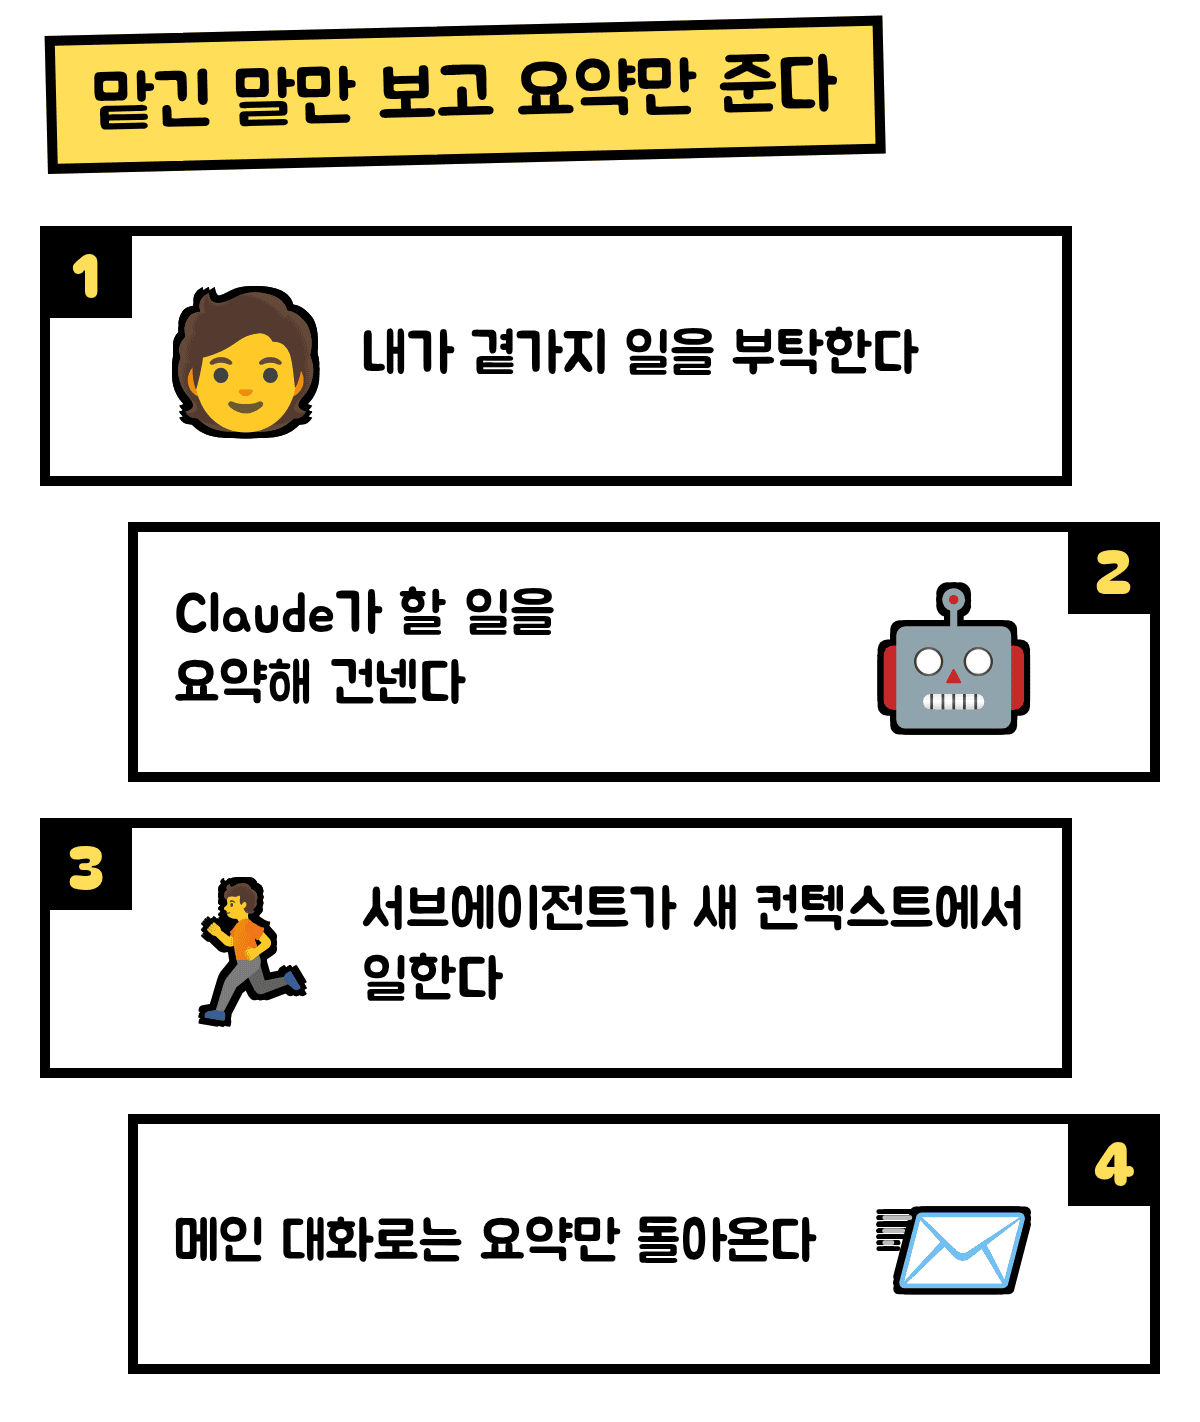 맡긴 말만 보고 요약만 준다
1
내가 곁가지 일을 부탁한다
2
Claude가 할 일을
요약해 건넨다
3
서브에이전트가 새 컨텍스트에서
일한다
4
메인 대화로는 요약만 돌아온다